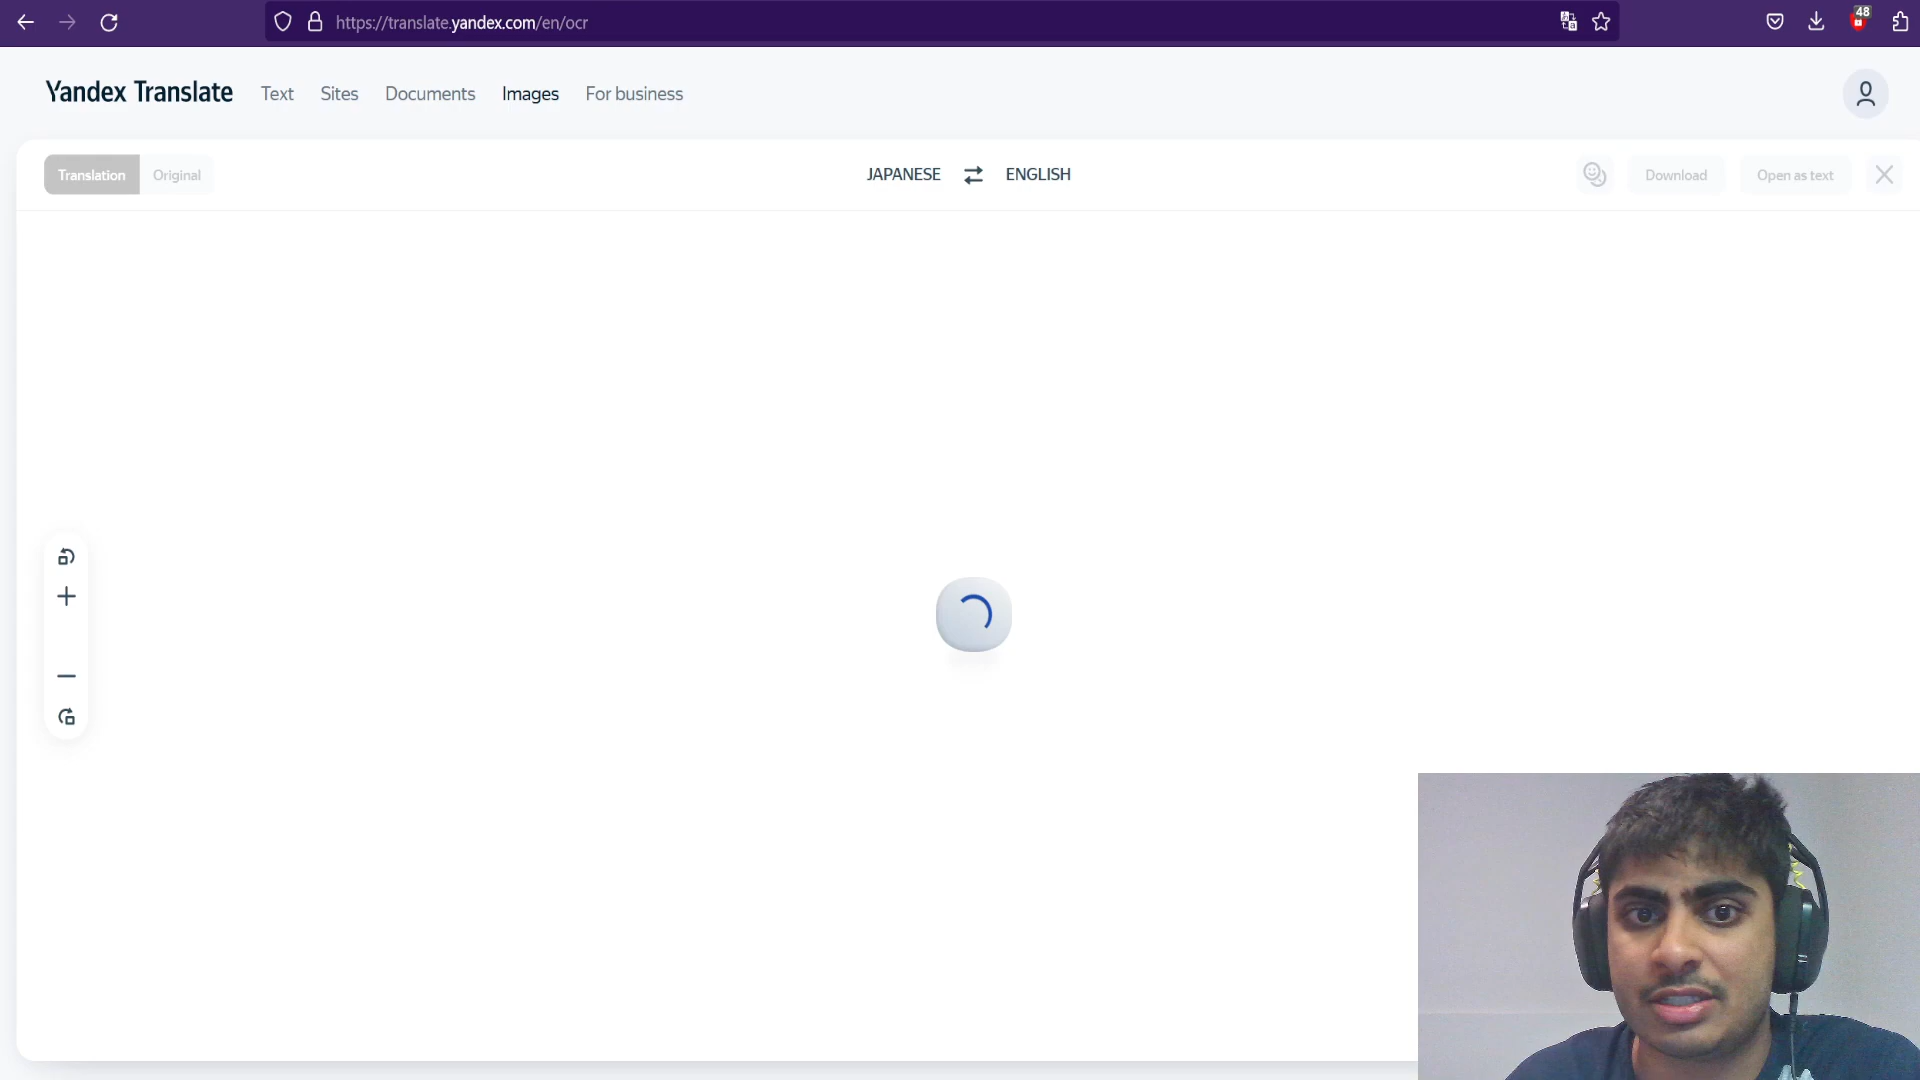 https://translate.yandex.com/en/ocr
48
Yandex Translate Text Sites Documents Images For business
Translation Original JAPANESE ENGLISH Download Open as text